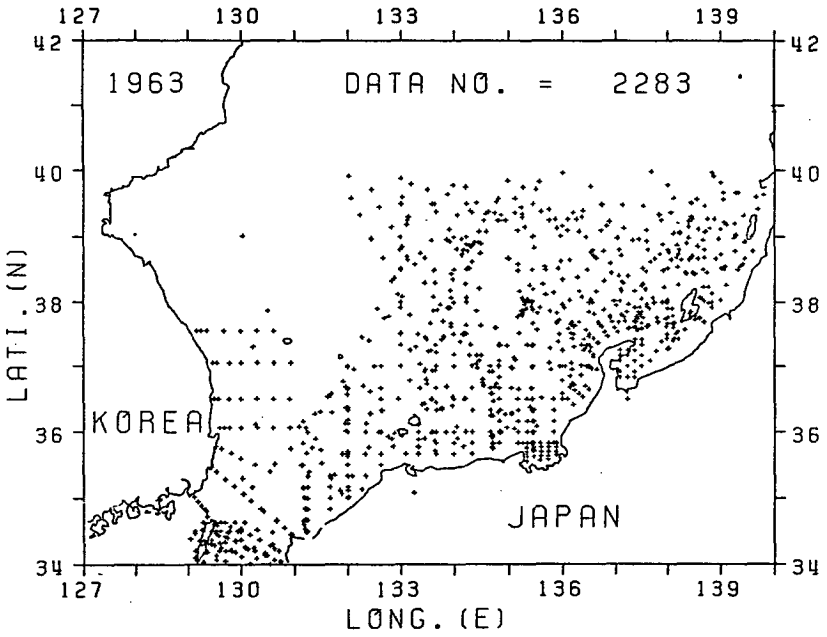 127 130 133 136 139
42 42
1963 DATA NO. = 2283
40 40
38 38
LATI. (N)
KOREA
36 36
JAPAN
34 34
127 130 133 136 139
LONG. (E)